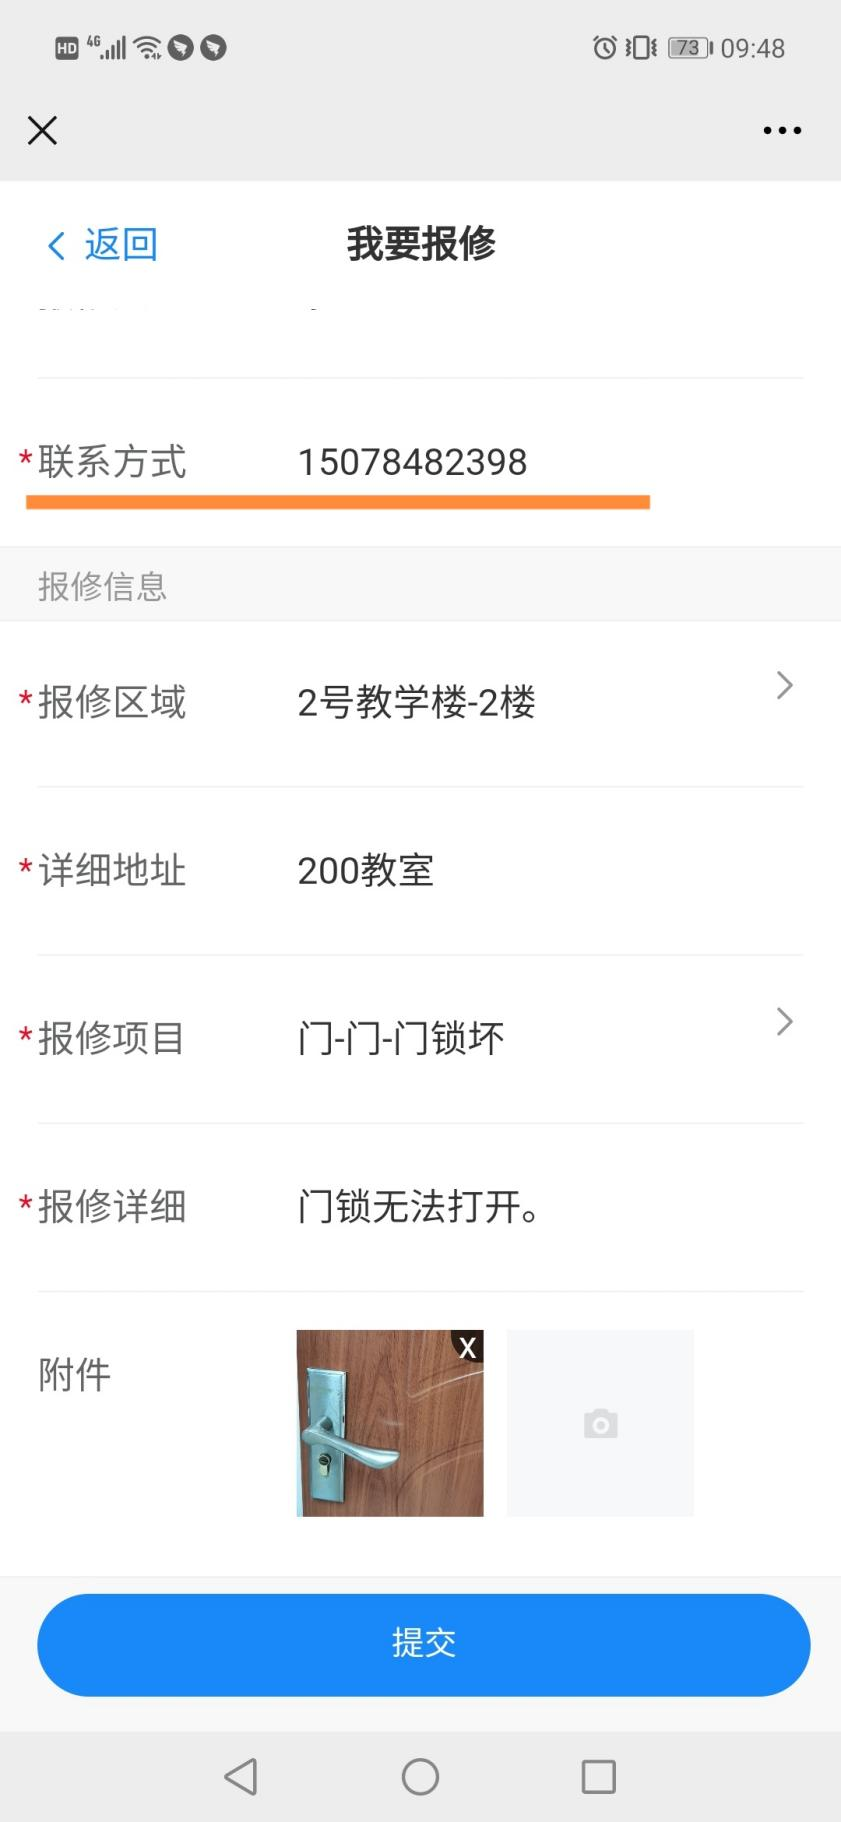 HD 4G 73 09:48
返回 我要报修
*联系方式 15078482398
报修信息
*报修区域 2号教学楼-2楼
*详细地址 200教室
*报修项目 门-门-门锁坏
*报修详细 门锁无法打开。
附件 X
提交